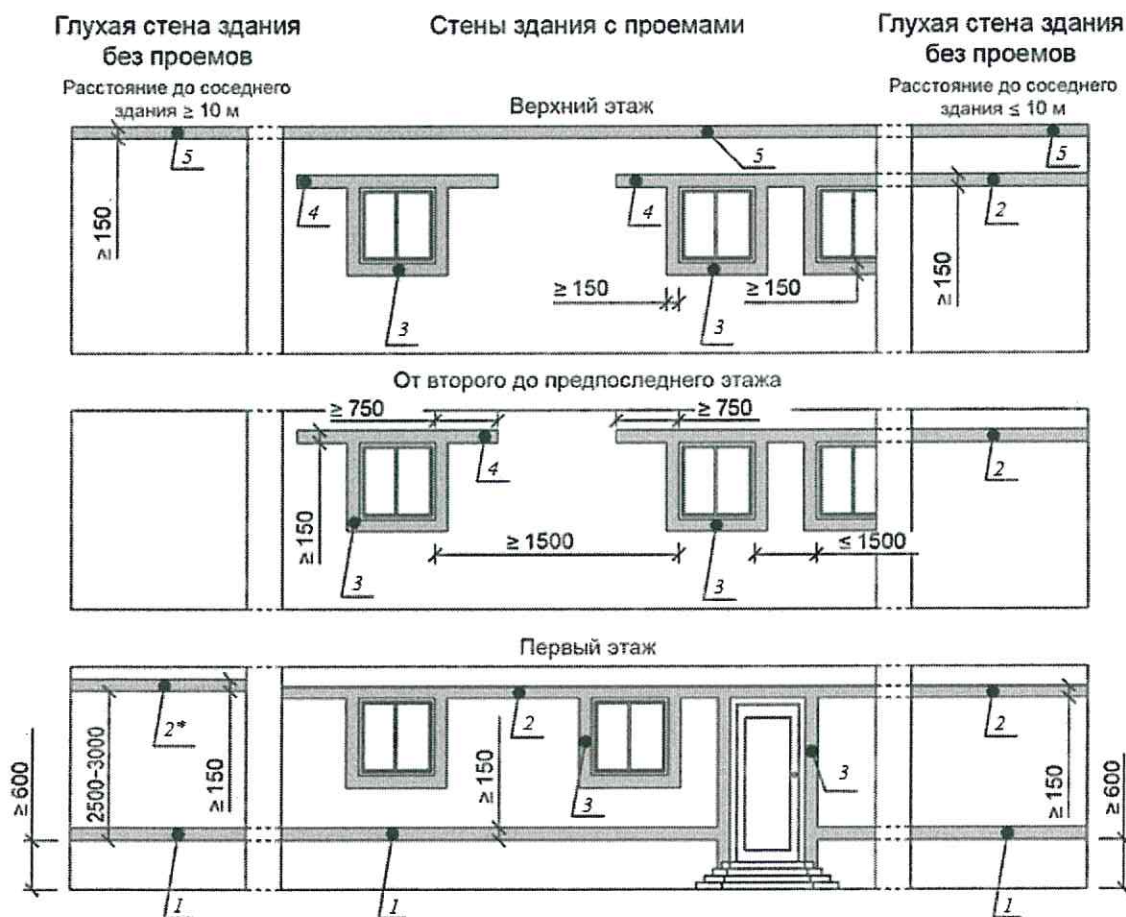 Глухая стена здания
без проемов
Расстояние до соседнего
здания ≥ 10 м
Стены здания с проемами
Глухая стена здания
без проемов
Расстояние до соседнего
здания ≤ 10 м
Верхний этаж
5
5
5
4
4
2
≥ 150
≥ 150
≥ 150
≥ 150
3
3
От второго до предпоследнего этажа
≥ 750
≥ 750
4
2
≥ 150
≥ 1500
≤ 1500
3
3
Первый этаж
2*
2
2
≥ 600
2500-3000
≥ 150
≥ 150
3
3
≥ 150
≥ 600
1
1
1